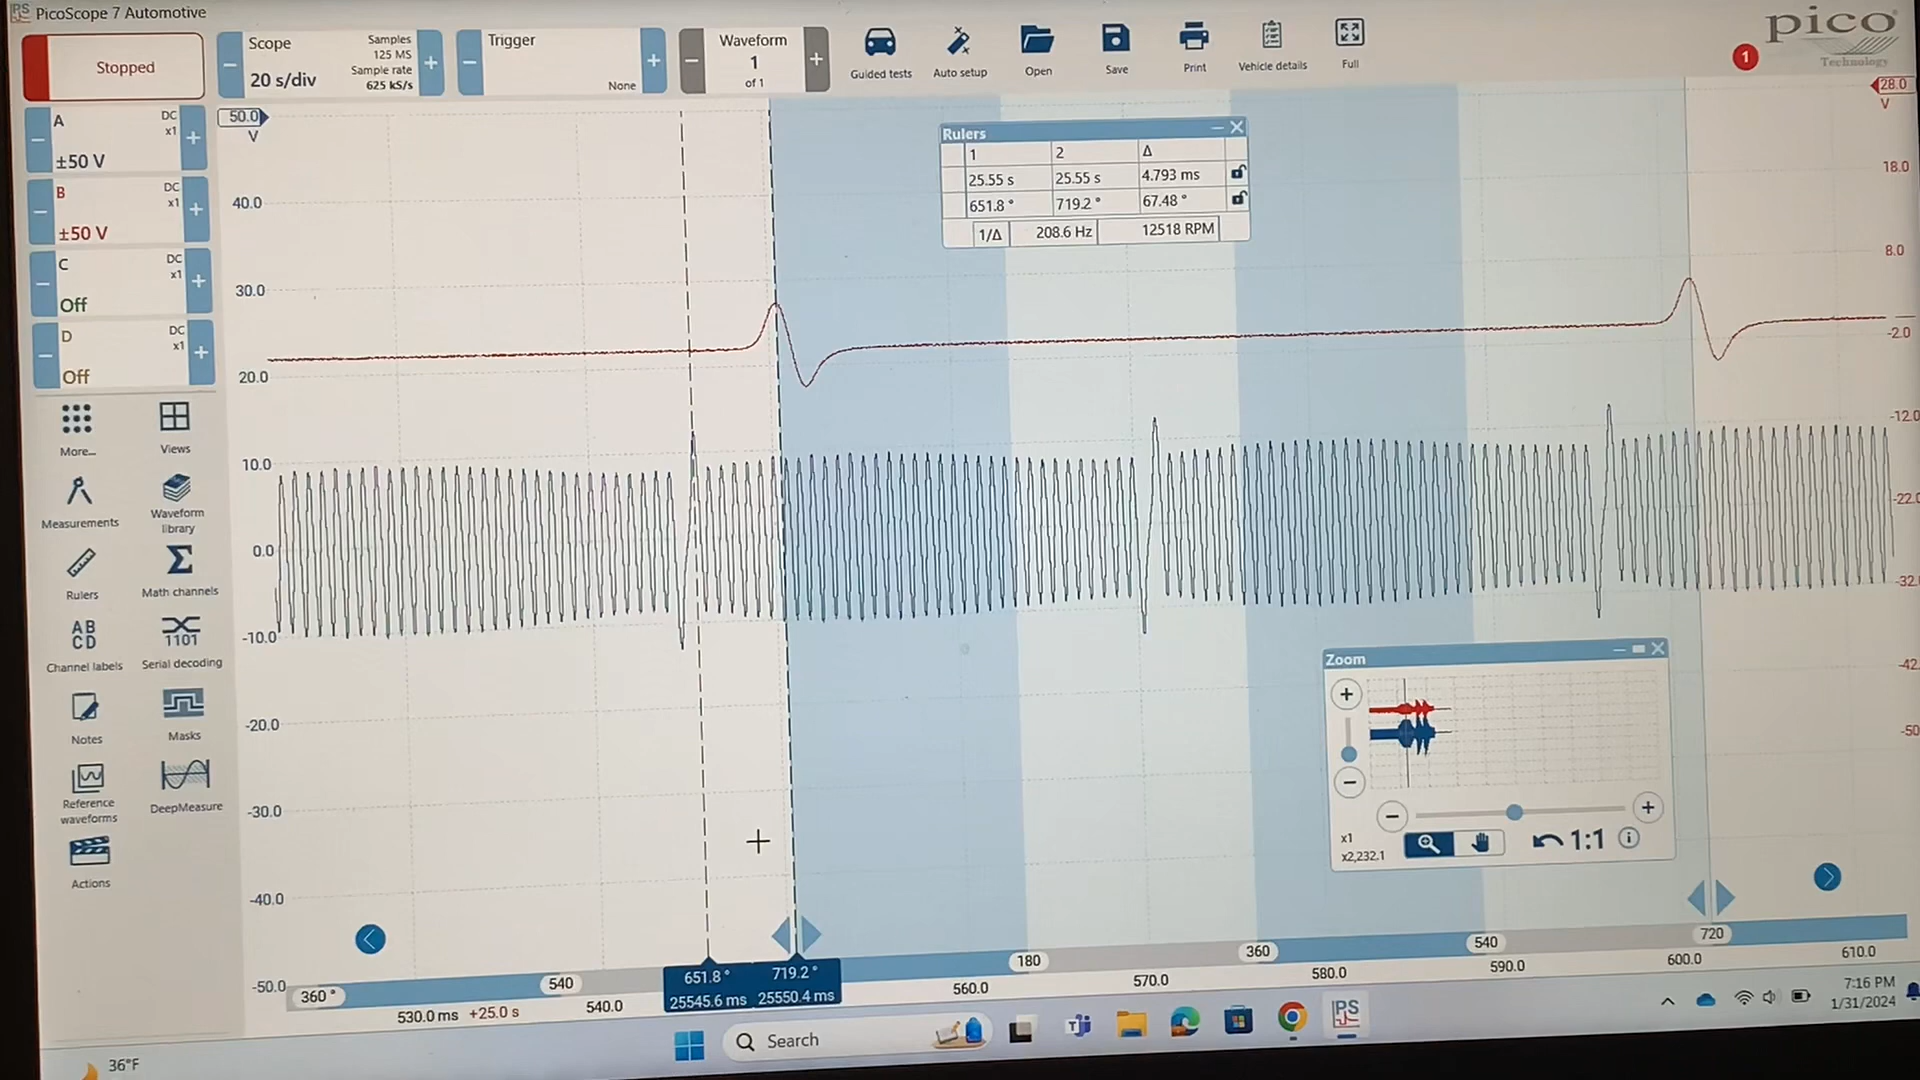 PS PicoScope 7 Automotive
Stopped
Scope
20 s/div
Samples
125 MS
Sample rate
625 kS/s
Trigger
None
Waveform
1
of 1
Guided tests
Auto setup
Open
Save
Print
Vehicle details
Full
1
pico
Technology
A
DC
x1
±50 V
B
DC
x1
±50 V
C
DC
x1
Off
D
DC
x1
Off
More...
Views
Measurements
Waveform
library
Rulers
Math channels
AB
CD
Channel labels
1101
Serial decoding
Notes
Masks
Reference
waveforms
DeepMeasure
Actions
50.0
V
40.0
30.0
20.0
10.0
0.0
-10.0
-20.0
-30.0
-40.0
-50.0
Rulers
1 2 Δ
25.55 s 25.55 s 4.793 ms
651.8 ° 719.2 ° 67.48 °
1/Δ 208.6 Hz 12518 RPM
28.0
V
18.0
8.0
-2.0
-12.0
-22.0
-32.
-42.
-50
Zoom
x1
x2,232.1
1:1
360 °
540
180
360
540
720
651.8 °
25545.6 ms
719.2 °
25550.4 ms
530.0 ms +25.0 s
540.0
560.0
570.0
580.0
590.0
600.0
610.0
36°F
Search
PS
7:16 PM
1/31/2024